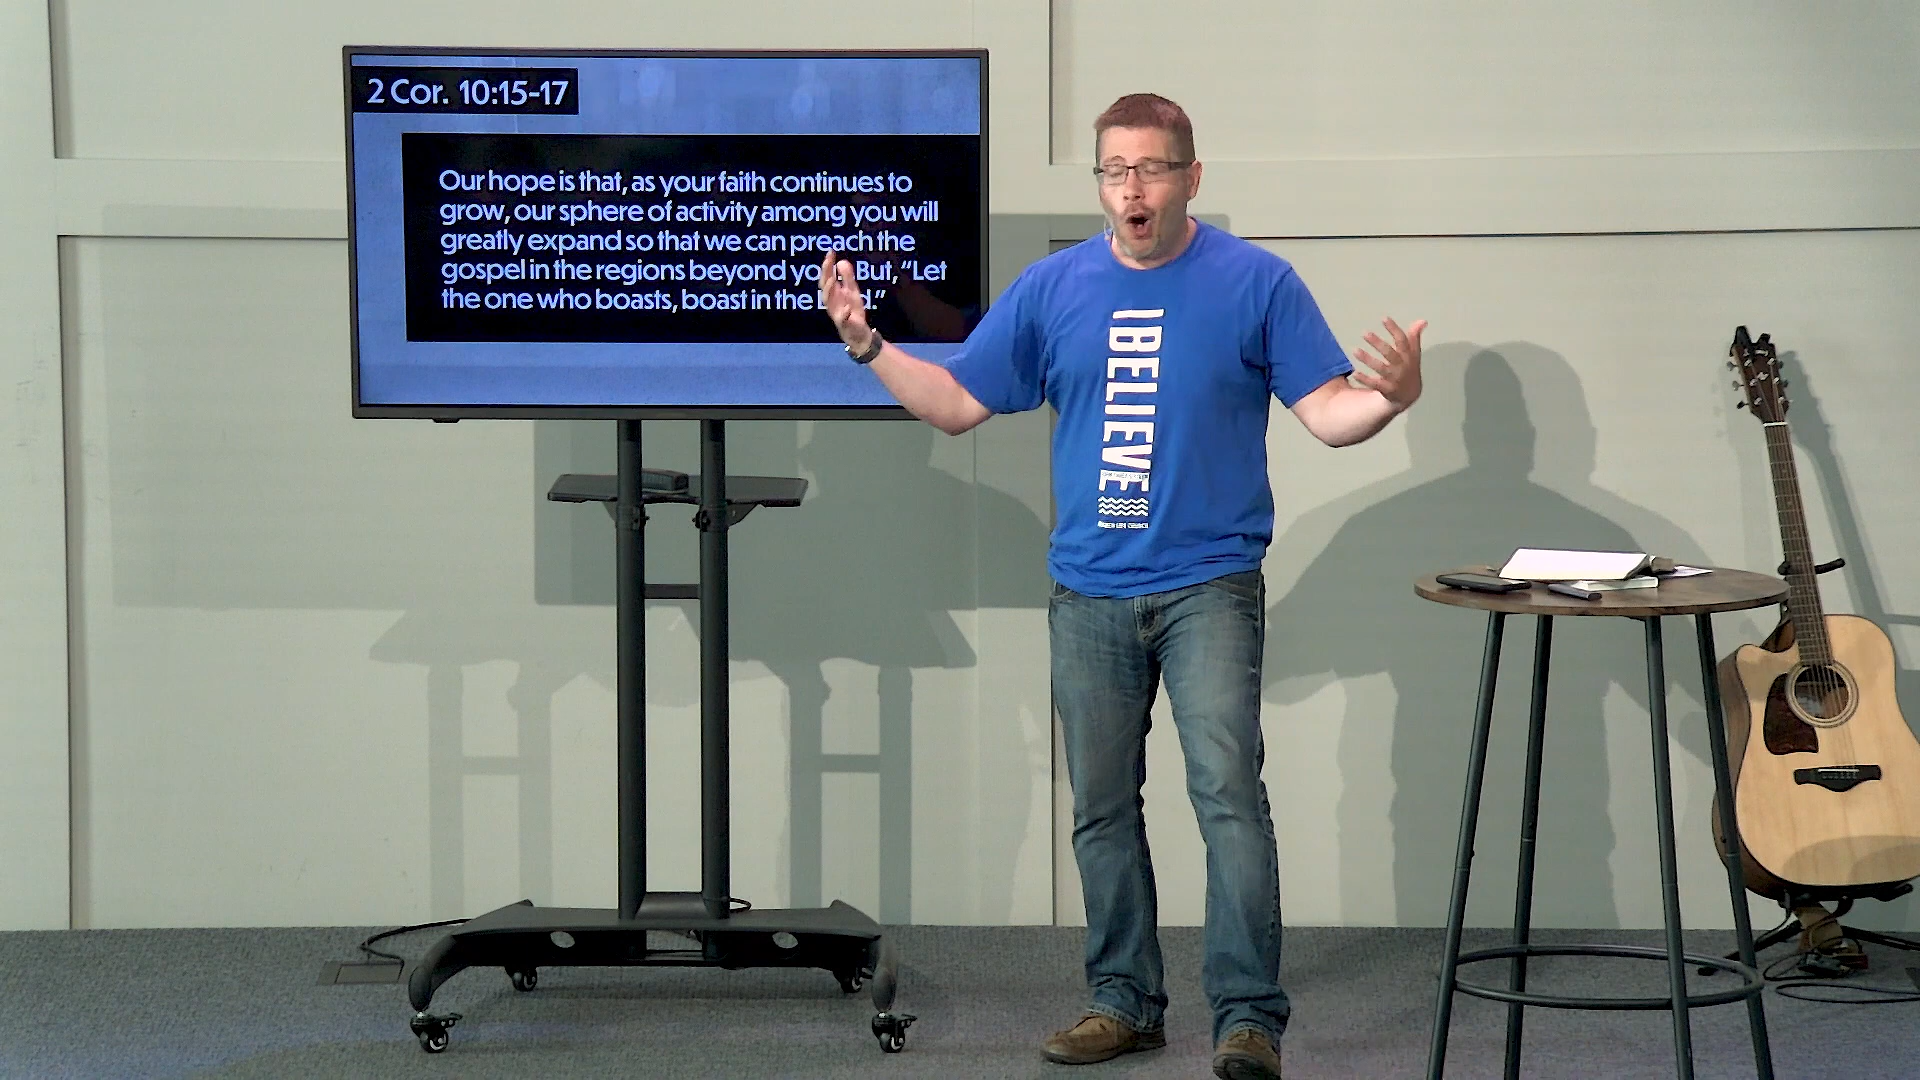 2 Cor. 10:15-17
Our hope is that, as your faith continues to
grow, our sphere of activity among you will
greatly expand so that we can preach the
gospel in the regions beyond But, “Let
the one who boasts, boast in the
I BELIEVE